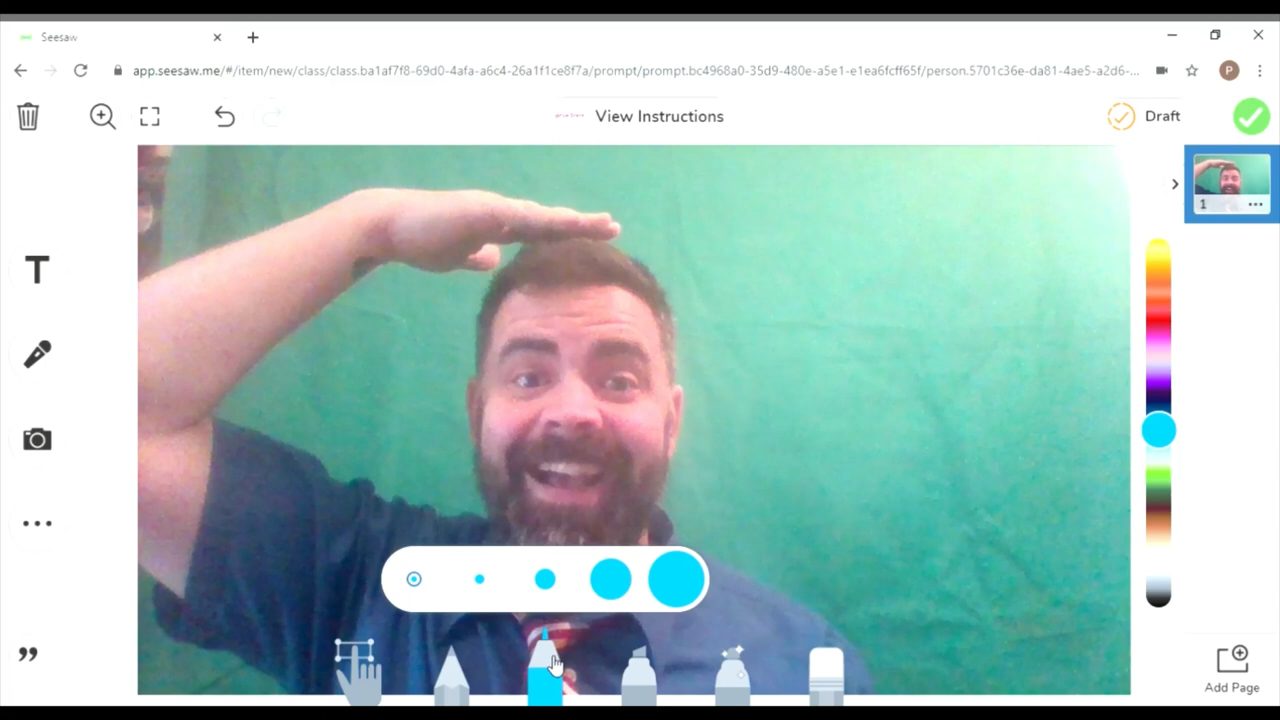 Seesaw
app.seesaw.me/#/item/new/class/class.ba1af7f8-69d0-4afa-a6c4-26a1f1ce8f7a/prompt/prompt.bc4968a0-35d9-480e-a5e1-e1ea6fcff65f/person.5701c36e-da81-4ae5-a2d6-...
P
View Instructions
Draft
1
T
Add Page